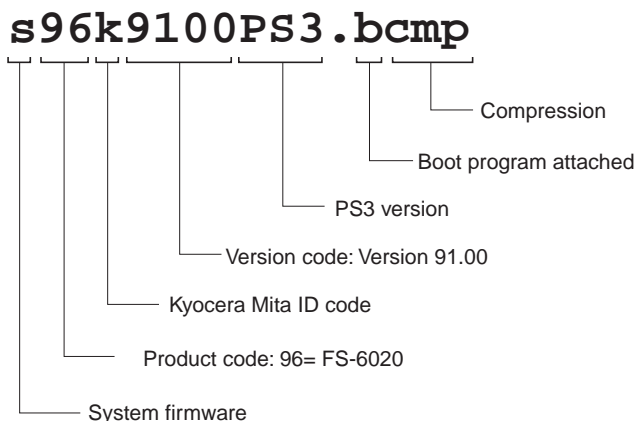 s96k9100PS3.bcmp
Compression
Boot program attached
PS3 version
Version code: Version 91.00
Kyocera Mita ID code
Product code: 96= FS-6020
System firmware